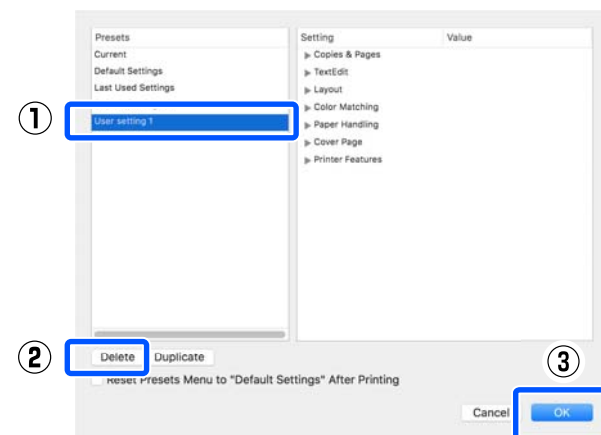 Presets
Setting Value
Current
Default Settings
Last Used Settings
① User setting 1
Copies & Pages
TextEdit
Layout
Color Matching
Paper Handling
Cover Page
Printer Features
② Delete Duplicate
③
Reset Presets Menu to "Default Settings" After Printing
Cancel OK